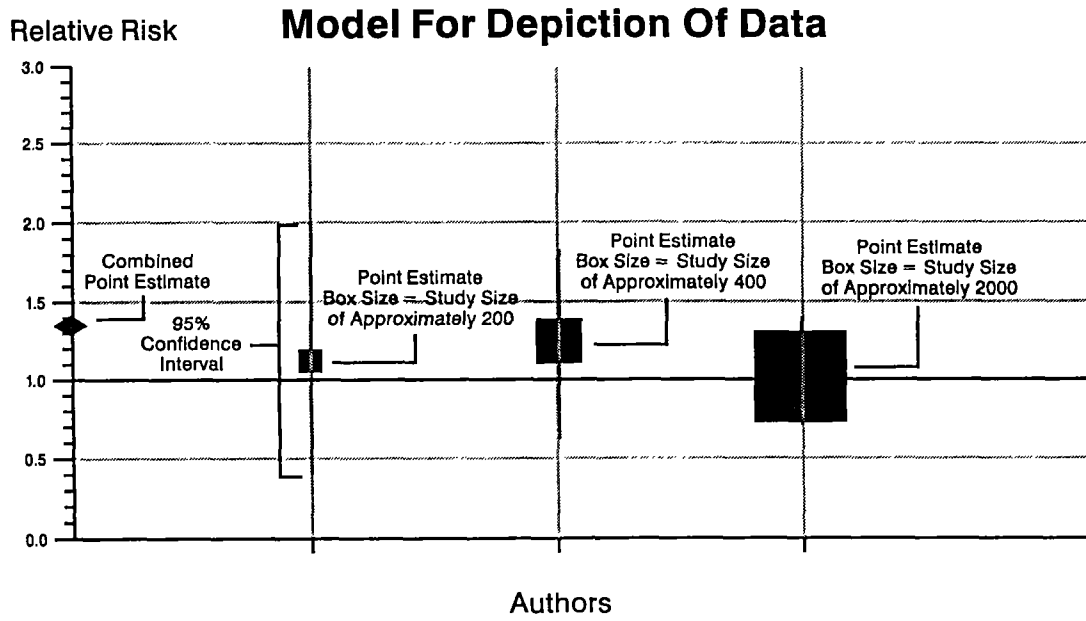 Model For Depiction Of Data
Relative Risk
3.0
2.5
2.0
1.5
1.0
0.5
0.0
Combined
Point Estimate
95%
Confidence
Interval
Point Estimate
Box Size = Study Size
of Approximately 200
Point Estimate
Box Size = Study Size
of Approximately 400
Point Estimate
Box Size = Study Size
of Approximately 2000
Authors